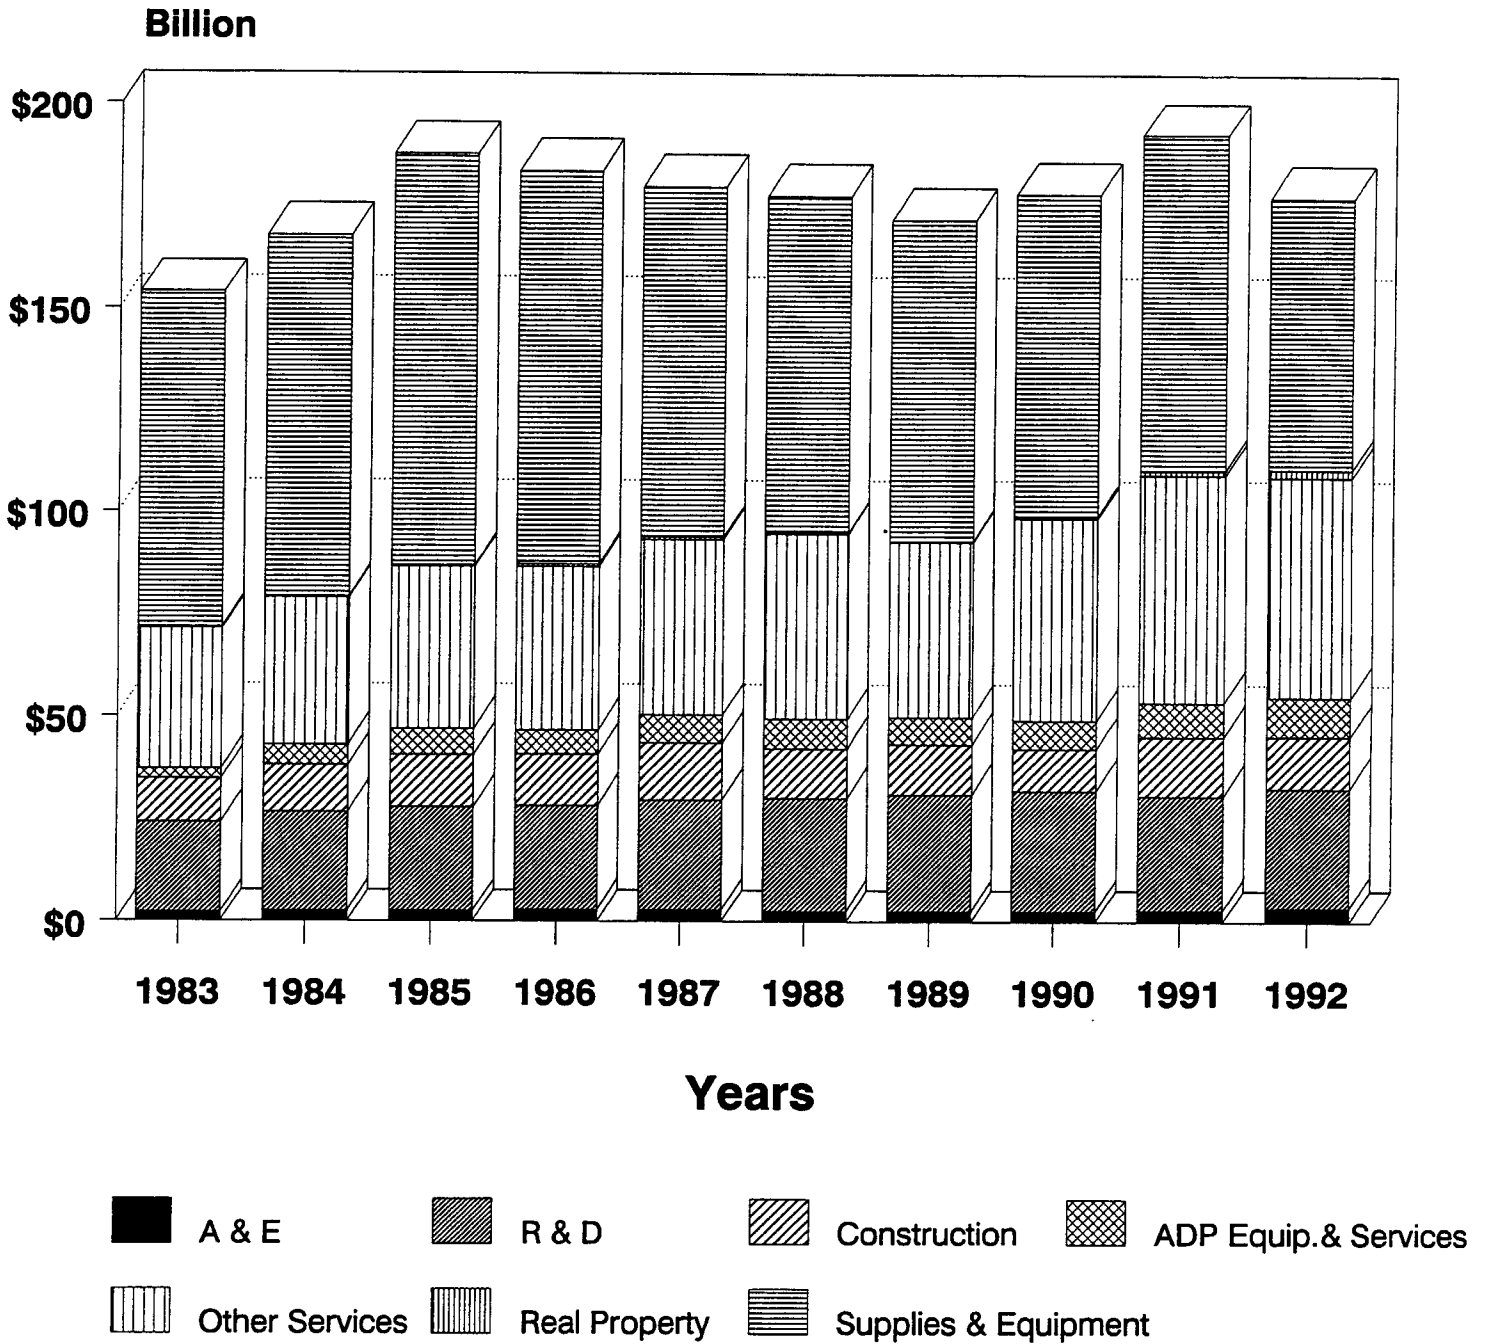 Billion
$200
$150
$100
$50
$0
1983 1984 1985 1986 1987 1988 1989 1990 1991 1992
Years
A & E R & D Construction ADP Equip.& Services
Other Services Real Property Supplies & Equipment